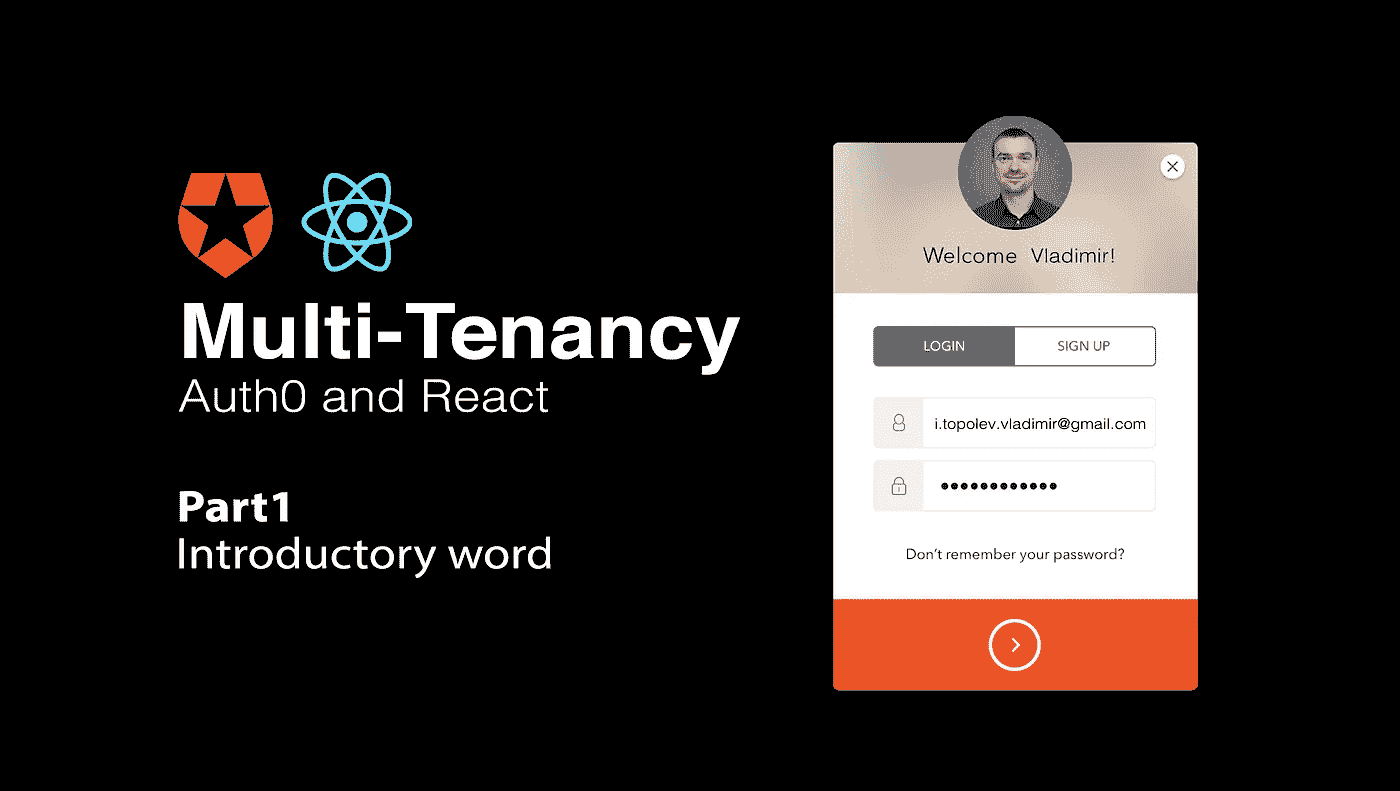 Multi-Tenancy
Auth0 and React
Part1
Introductory word
Welcome Vladimir!
LOGIN SIGN UP
i.topolev.vladimir@gmail.com
Don't remember your password?